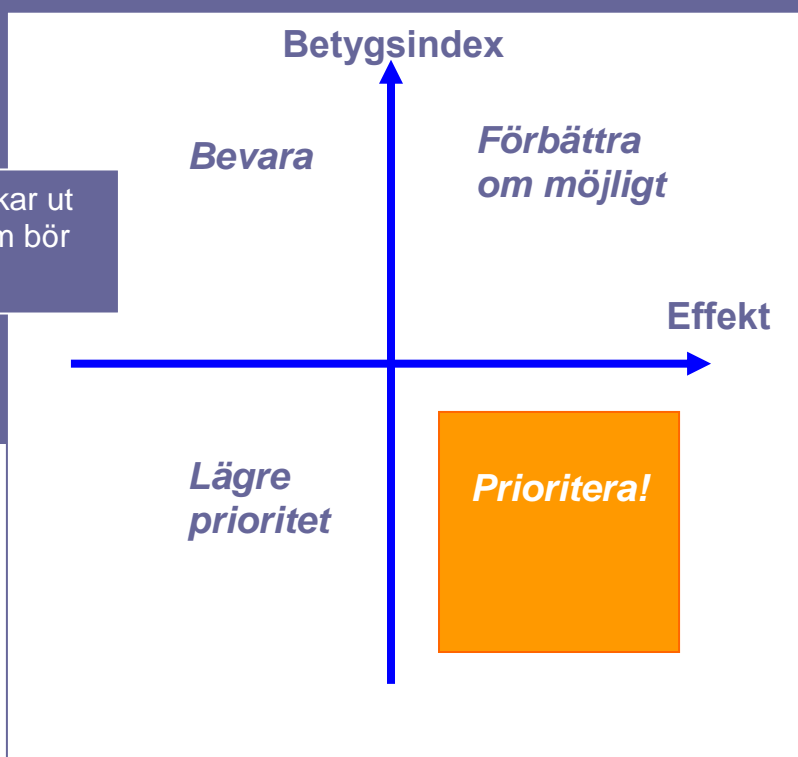 Betygsindex
Bevara
Förbättra
om möjligt
kar ut
bör
Effekt
Lägre
prioritet
Prioritera!